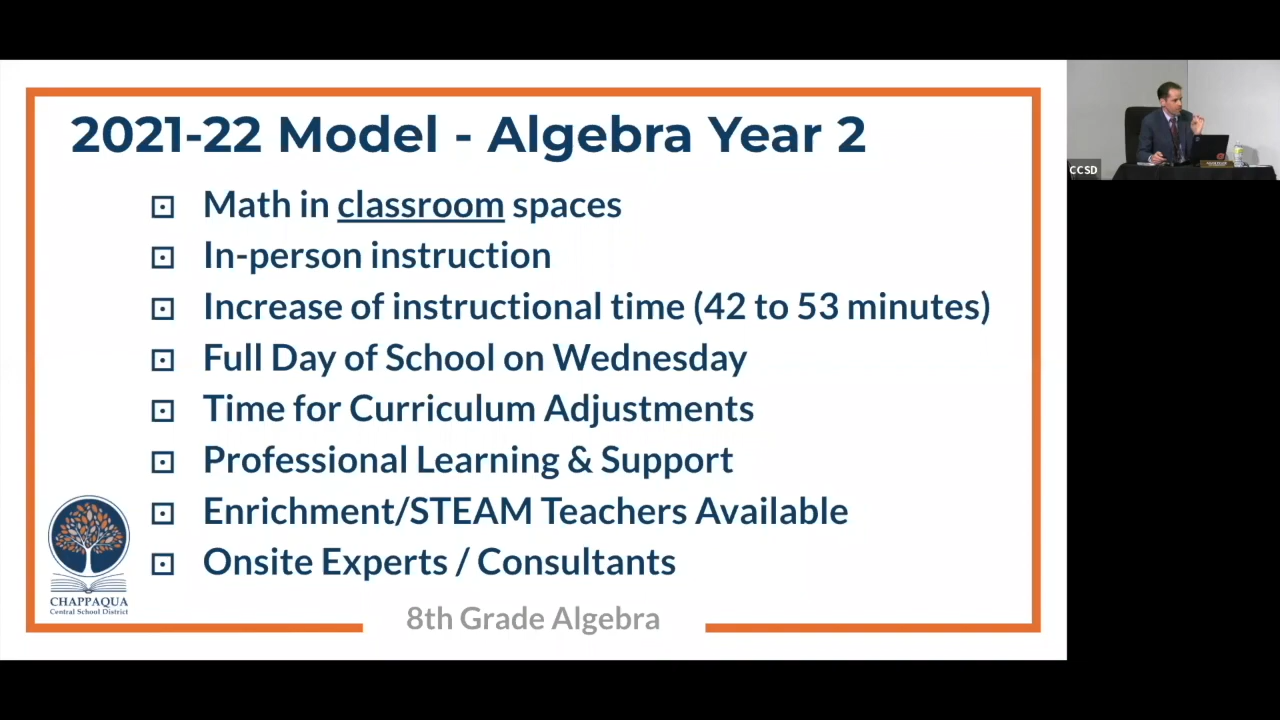 2021-22 Model - Algebra Year 2
Math in classroom spaces
In-person instruction
Increase of instructional time (42 to 53 minutes)
Full Day of School on Wednesday
Time for Curriculum Adjustments
Professional Learning & Support
Enrichment/STEAM Teachers Available
Onsite Experts / Consultants
CHAPPAQUA
Central School District
8th Grade Algebra
CCSD